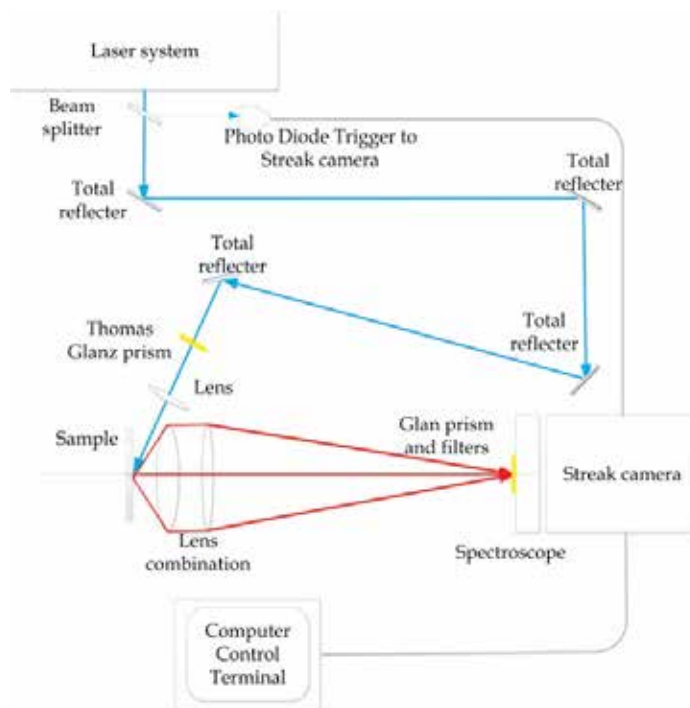 Laser system
Beam
splitter
Photo Diode Trigger to
Streak camera
Total
reflecter
Total
reflecter
Total
reflecter
Total
reflecter
Thomas
Glanz prism
Lens
Sample
Glan prism
and filters
Streak camera
Lens
combination
Spectroscope
Computer
Control
Terminal